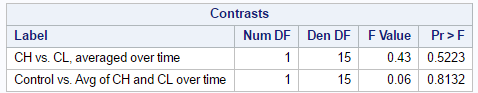 Contrasts
Label Num DF Den DF F Value Pr > F
CH vs. CL, averaged over time 1 15 0.43 0.5223
Control vs. Avg of CH and CL over time 1 15 0.06 0.8132